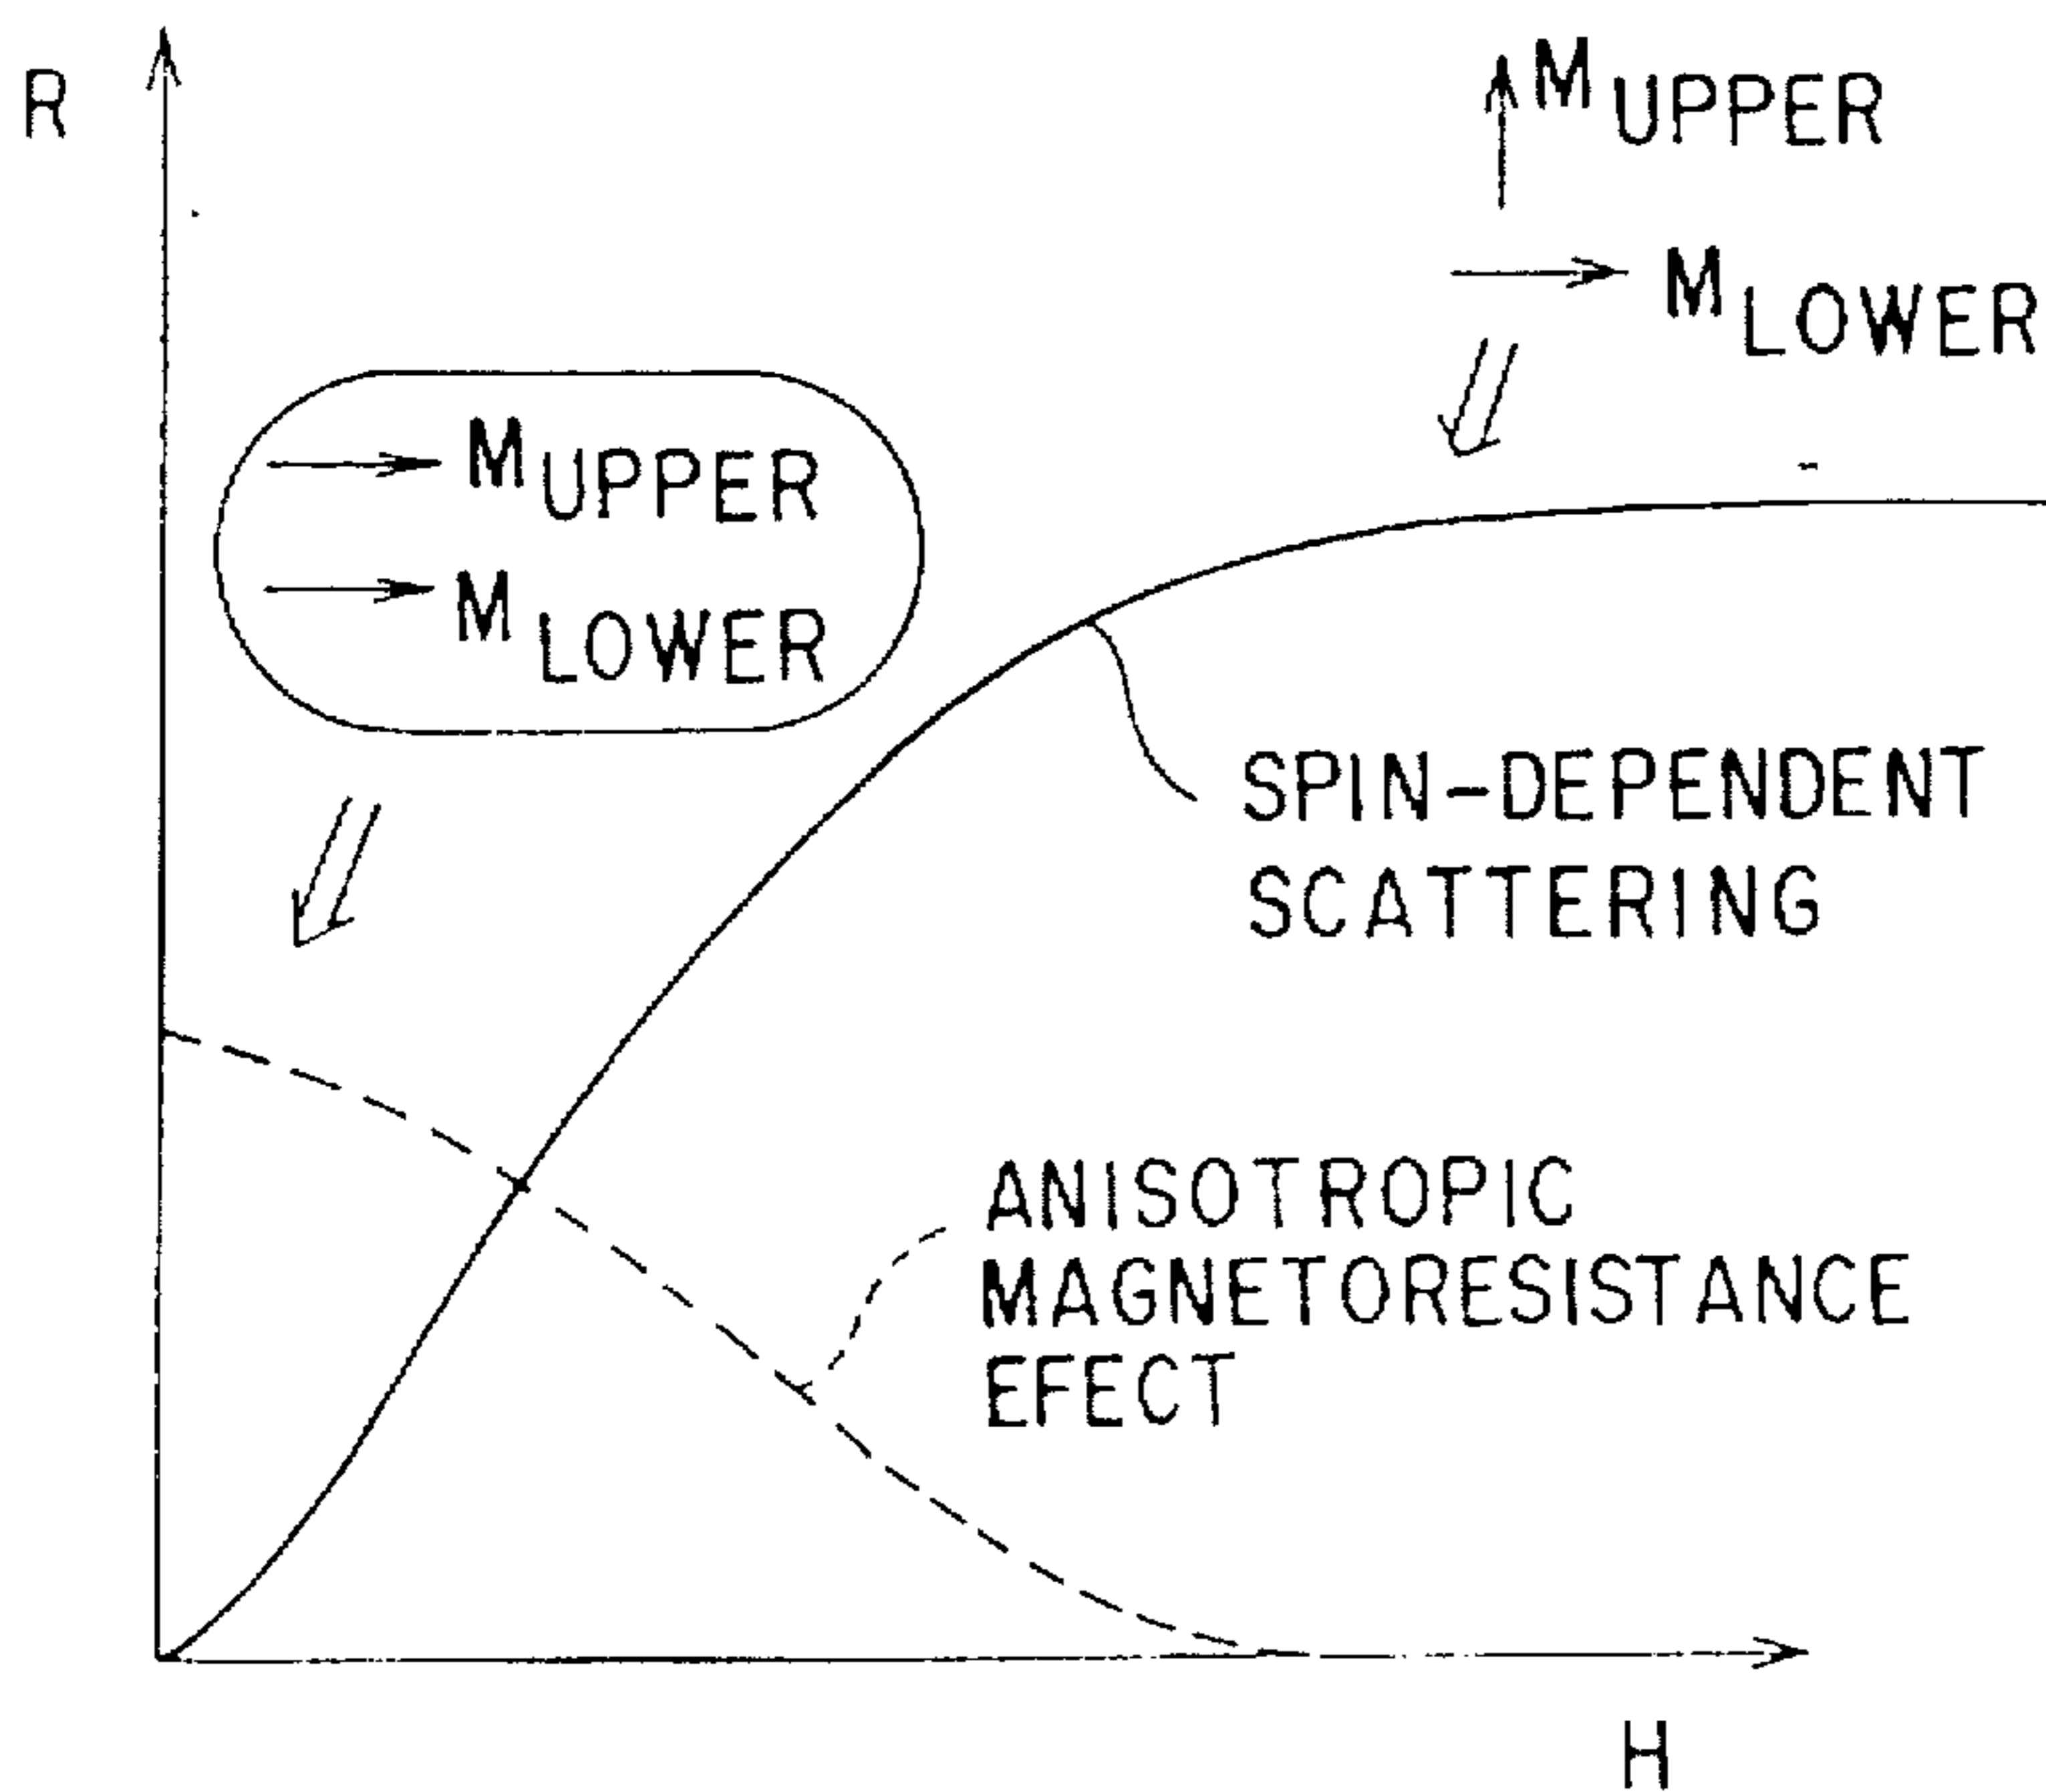 R
M UPPER
M LOWER
M UPPER
M LOWER
SPIN-DEPENDENT
SCATTERING
ANISOTROPIC
MAGNETORESISTANCE
EFECT
H